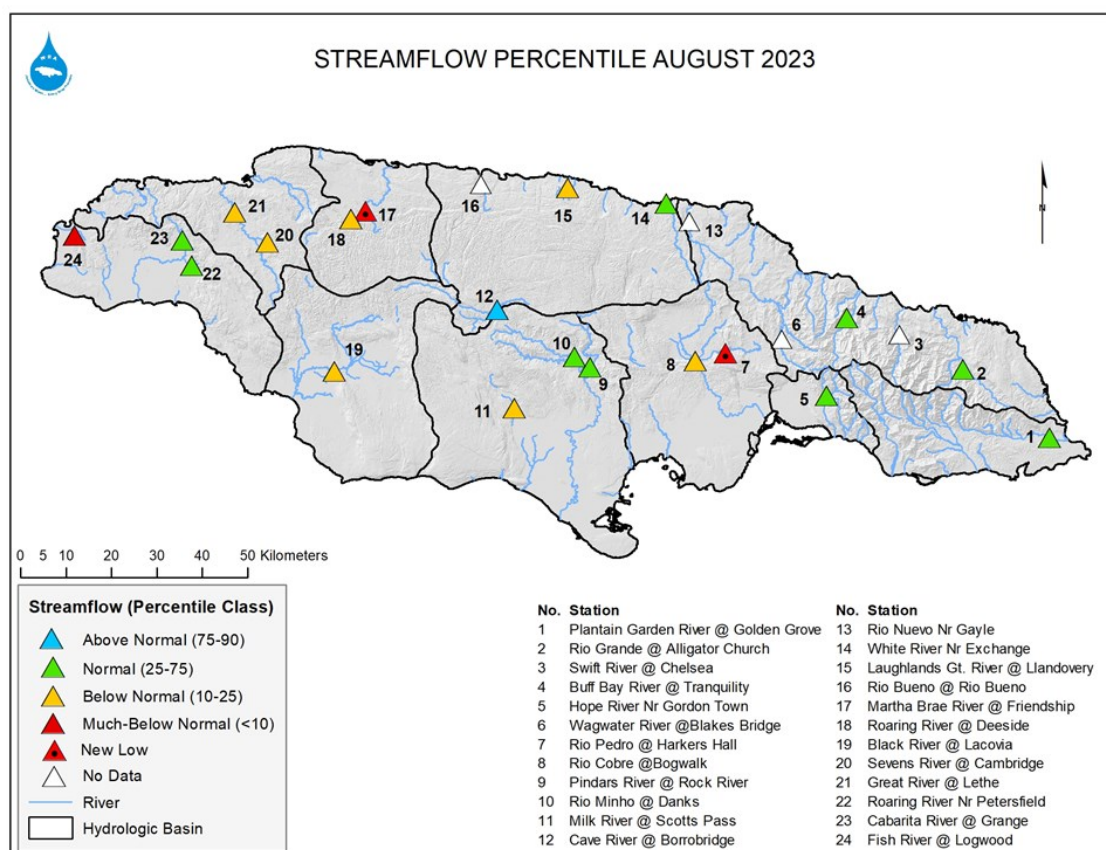 STREAMFLOW PERCENTILE AUGUST 2023
N
21
17
16
15
14
13
18
23
20
24
22
12
4
6
3
10
19
8
7
2
9
5
11
1
0 5 10 20 30 40 50 Kilometers
Streamflow (Percentile Class)
Above Normal (75-90)
Normal (25-75)
Below Normal (10-25)
Much-Below Normal (<10)
New Low
No Data
River
Hydrologic Basin
No. Station
1 Plantain Garden River @ Golden Grove
2 Rio Grande @ Alligator Church
3 Swift River @ Chelsea
4 Buff Bay River @ Tranquility
5 Hope River Nr Gordon Town
6 Wagwater River @Blakes Bridge
7 Rio Pedro @ Harkers Hall
8 Rio Cobre @Bogwalk
9 Pindars River @ Rock River
10 Rio Minho @ Danks
11 Milk River @ Scotts Pass
12 Cave River @ Borrobridge
No. Station
13 Rio Nuevo Nr Gayle
14 White River Nr Exchange
15 Laughlands Gt. River @ Llandovery
16 Rio Bueno @ Rio Bueno
17 Martha Brae River @ Friendship
18 Roaring River @ Deeside
19 Black River @ Lacovia
20 Sevens River @ Cambridge
21 Great River @ Lethe
22 Roaring River Nr Petersfield
23 Cabarita River @ Grange
24 Fish River @ Logwood